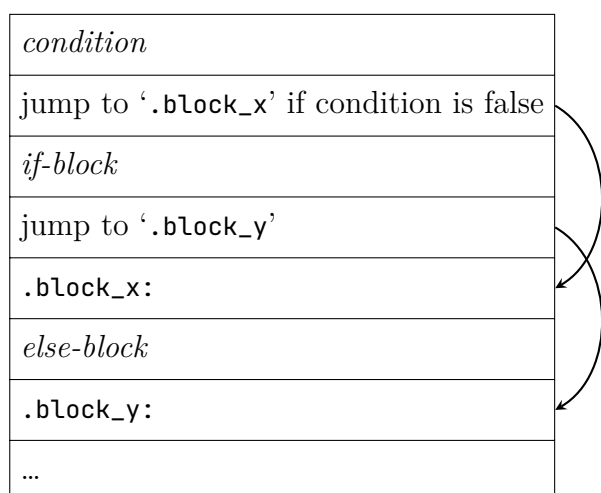 condition
jump to ‘.block_x’ if condition is false
if-block
jump to ‘.block_y’
.block_x:
else-block
.block_y:
…